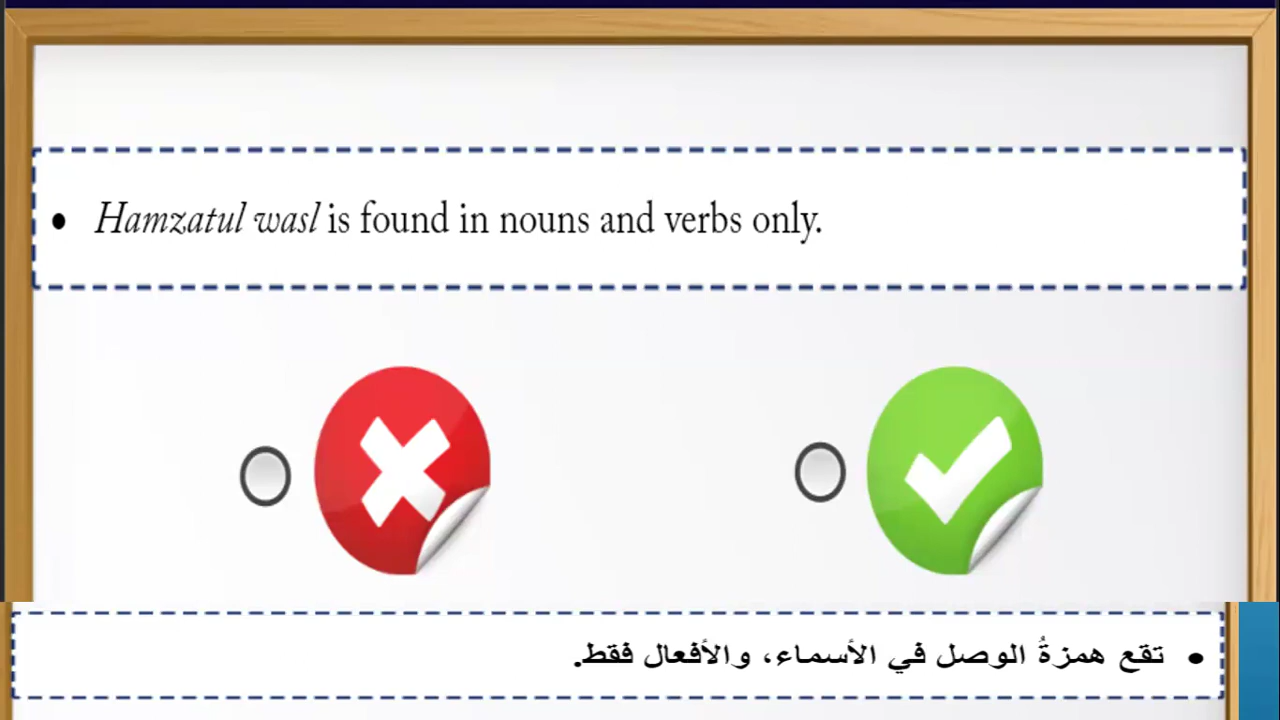 • Hamzatul wasl is found in nouns and verbs only.
• تقع همزةُ الوصل في الأسماء، والأفعال فقط.